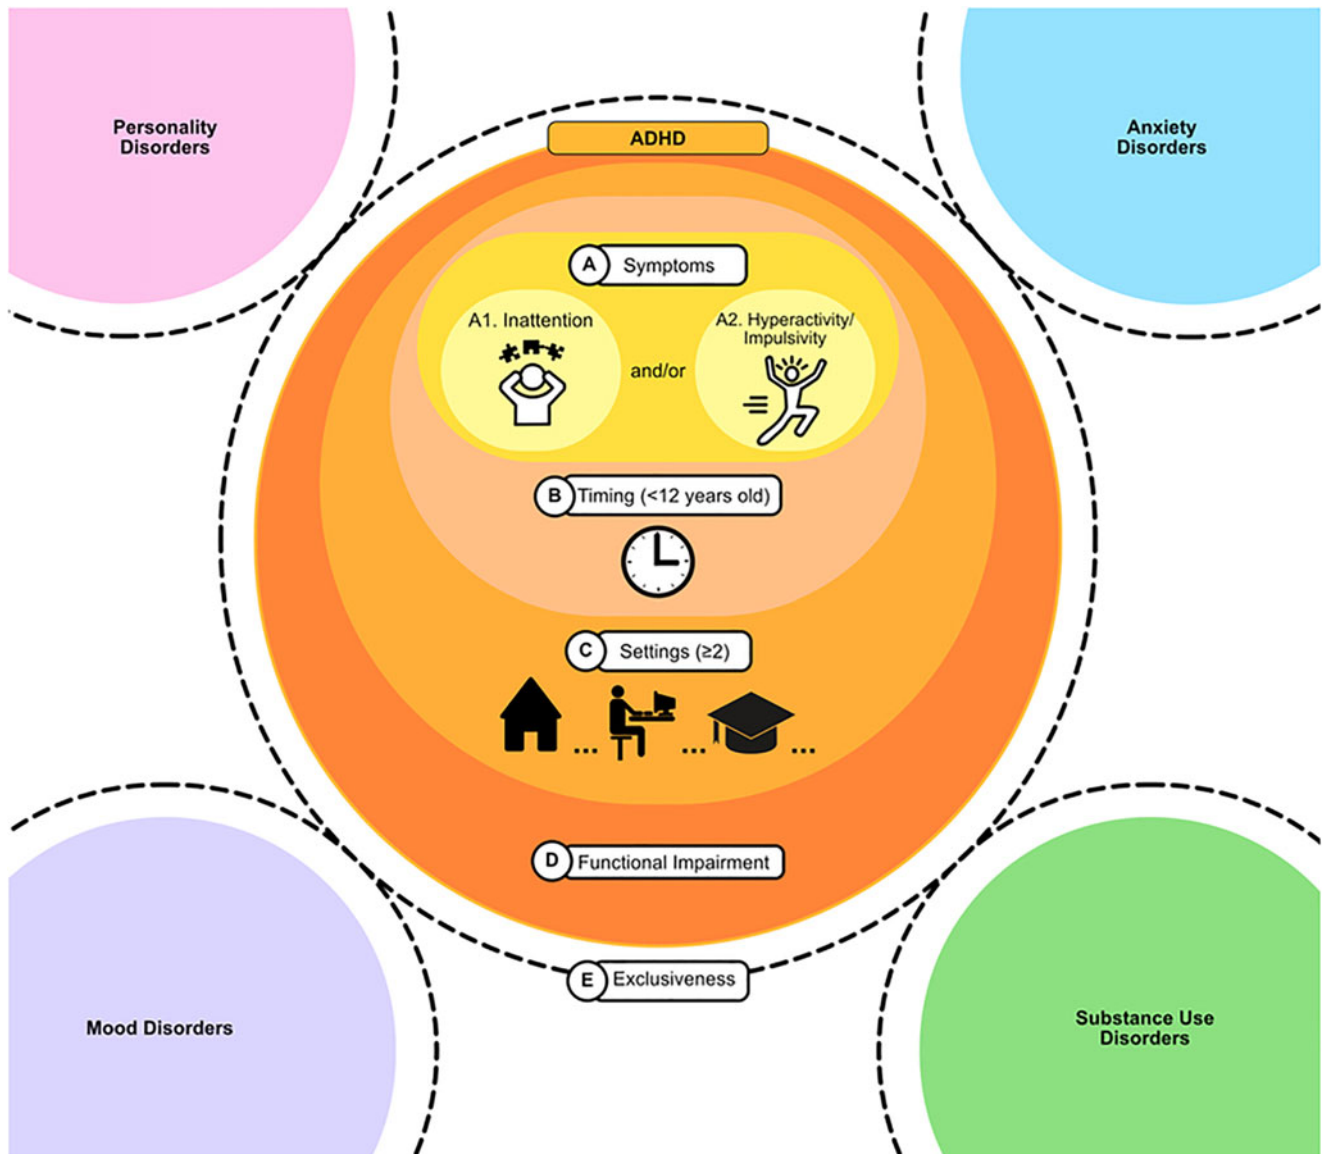 Personality
Disorders
Anxiety
Disorders
ADHD
A Symptoms
A1. Inattention
and/or
A2. Hyperactivity/
Impulsivity
B Timing (<12 years old)
C Settings (≥2)
... ... ...
D Functional Impairment
E Exclusiveness
Mood Disorders
Substance Use
Disorders